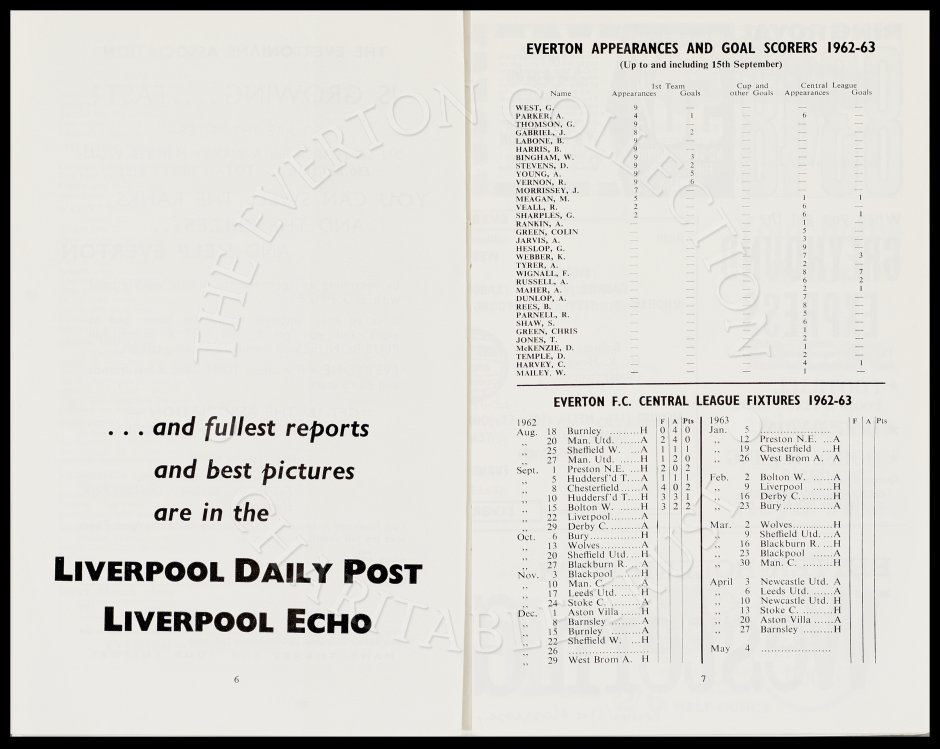 ... and fullest reports
and best pictures
are in the
LIVERPOOL DAILY POST
LIVERPOOL ECHO
6
EVERTON APPEARANCES AND GOAL SCORERS 1962-63
(Up to and including 15th September)
1st Team Cup and Central League
Name Appearances Goals other Goals Appearances Goals
WEST, G. 9 — — — —
PARKER, A. 4 1 — 6 —
THOMSON, G. 9 — — — —
GABRIEL, J. 8 2 — — —
LABONE, B. 9 — — — —
HARRIS, B. 9 — — — —
BINGHAM, W. 9 3 — — —
STEVENS, D. 9 2 — — —
YOUNG, A. 9 5 — — —
VERNON, R. 9 6 — — —
MORRISSEY, J. 7 — — — —
MEAGAN, M. 5 — — 1 1
VEALL, R. 2 — — 6 —
SHARPLES, G. 2 — — 6 1
RANKIN, A. — — — 1 —
GREEN, COLIN — — — 5 —
JARVIS, A. — — — 3 —
HESLOP, G. — — — 9 —
WEBBER, K. — — — 7 3
TYRER, A. — — — 2 —
WIGNALL, F. — — — 8 7
RUSSELL, A. — — — 6 2
MAHER, A. — — — 2 1
DUNLOP, A. — — — 7 —
REES, B. — — — 8 —
PARNELL, R. — — — 5 —
SHAW, S. — — — 6 —
GREEN, CHRIS — — — 1 —
JONES, T. — — — 2 —
McKENZIE, D. — — — 1 —
TEMPLE, D. — — — 2 —
HARVEY, C. — — — 4 1
MAILEY, W. — — — 1 —
EVERTON F.C. CENTRAL LEAGUE FIXTURES 1962-63
1962 F A Pts
Aug. 18 Burnley ......H 0 4 0
,, 20 Man. Utd. ......A 2 4 0
,, 25 Sheffield W. ...A 1 1 1
,, 27 Man. Utd. ......H 1 2 0
Sept. 1 Preston N.E. ...H 2 0 2
,, 5 Huddersf'd T....A 1 1 1
,, 8 Chesterfield......A 4 0 2
,, 10 Huddersf'd T....H 3 3 1
,, 15 Bolton W. ......H 3 2 2
,, 22 Liverpool.........A
,, 29 Derby C..........A
Oct. 6 Bury...............H
,, 13 Wolves............A
,, 20 Sheffield Utd. ...H
,, 27 Blackburn R. ...A
Nov. 3 Blackpool ......H
,, 10 Man. C............A
,, 17 Leeds Utd. ......H
,, 24 Stoke C. .........A
Dec. 1 Aston Villa ......H
,, 8 Barnsley .........A
,, 15 Burnley .........A
,, 22 Sheffield W. ...H
,, 26 .....................
,, 29 West Brom A. H
1963 F A Pts
Jan. 5 ..................
,, 12 Preston N.E. ...A
,, 19 Chesterfield ...H
,, 26 West Brom A. A
Feb. 2 Bolton W. ......A
,, 9 Liverpool ......H
,, 16 Derby C.........H
,, 23 Bury...............A
Mar. 2 Wolves............H
,, 9 Sheffield Utd. A
,, 16 Blackburn R. ...H
,, 23 Blackpool ......A
,, 30 Man. C. .........H
April 3 Newcastle Utd. A
,, 6 Leeds Utd. ......A
,, 10 Newcastle Utd. H
,, 13 Stoke C. .........H
,, 20 Aston Villa ......A
,, 27 Barnsley .........H
May 4 ..................
7
THE EVERTON COLLECTION
CHARITABLE TRUST